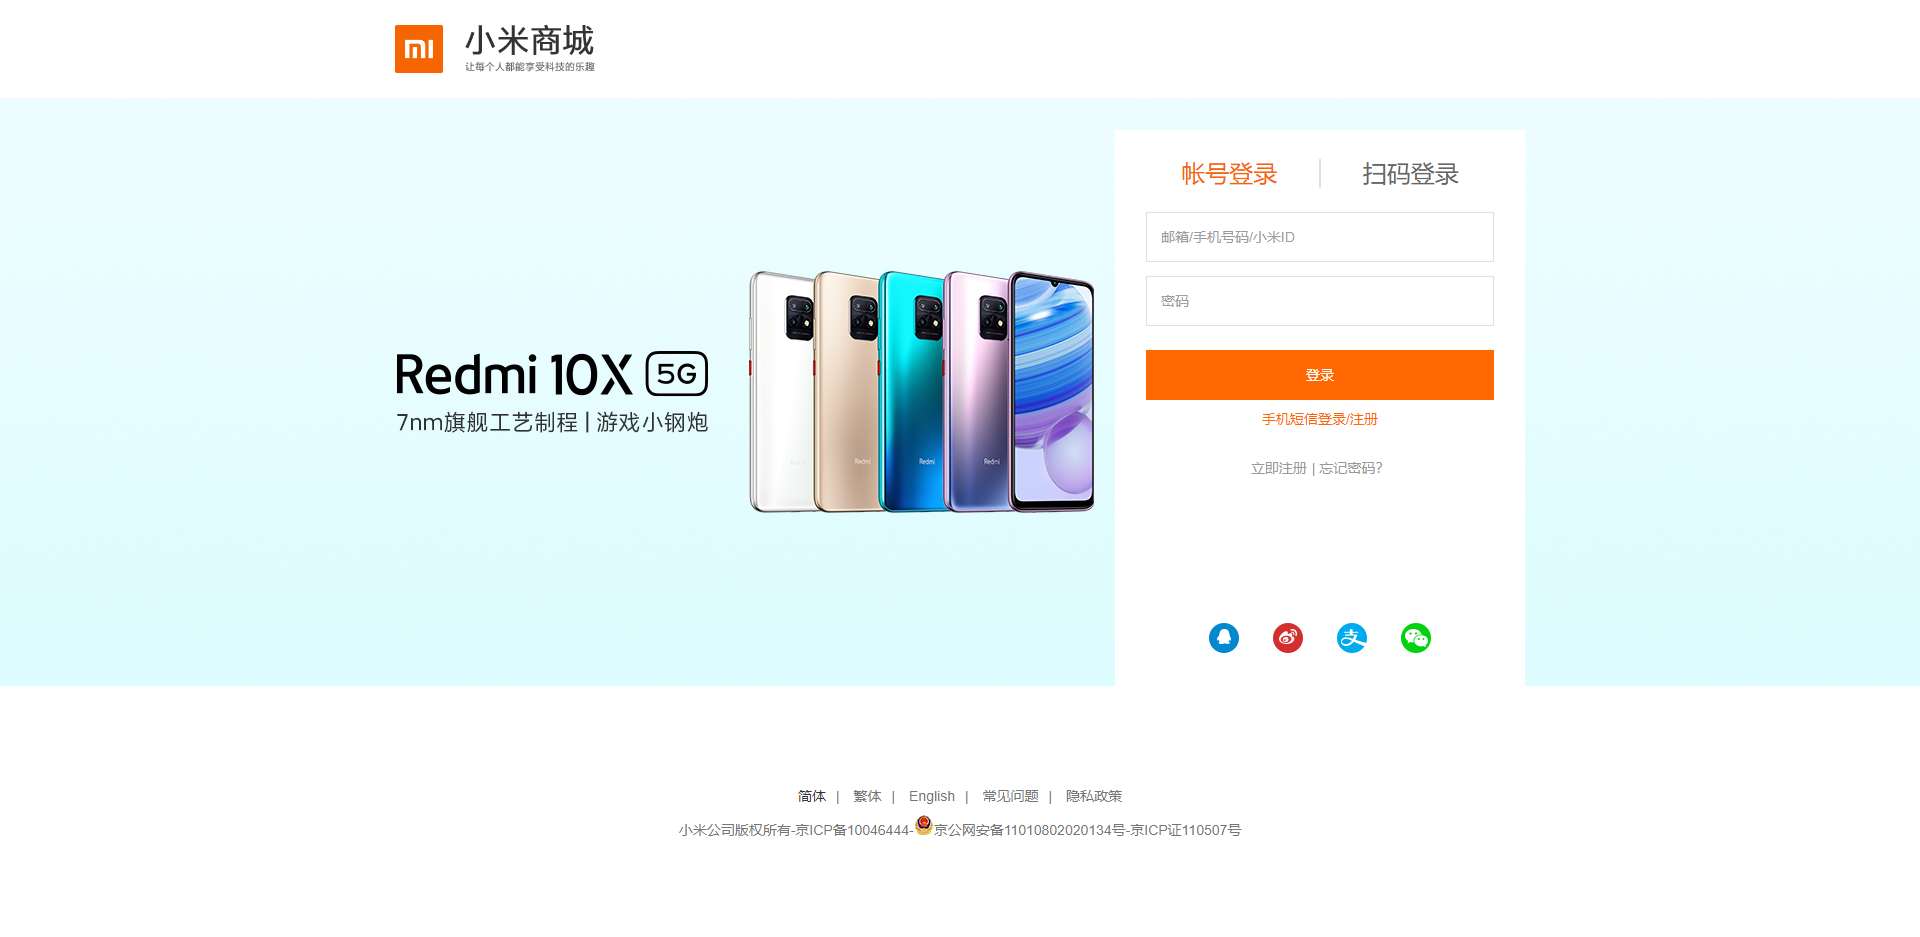 小米商城
让每个人都能享受科技的乐趣
帐号登录 | 扫码登录
邮箱/手机号码/小米ID
密码
登录
手机短信登录/注册
立即注册 | 忘记密码?
Redmi 10X 5G
7nm旗舰工艺制程 | 游戏小钢炮
Redmi Redmi Redmi
简体 | 繁体 | English | 常见问题 | 隐私政策
小米公司版权所有-京ICP备10046444-京公网安备11010802020134号-京ICP证110507号